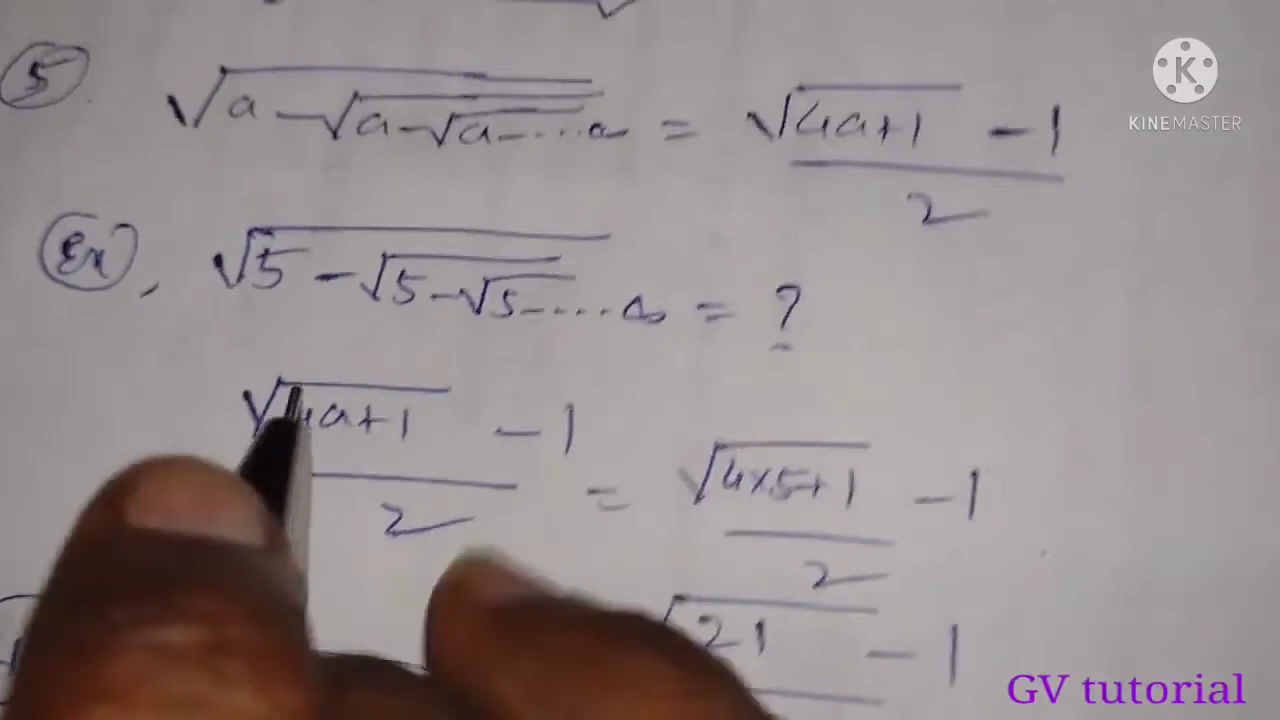 5. √(a-√(a-√(a-....∞ = √(4a+1) -1 / 2
KINEMASTER
Ex, √(5-√(5-√(5-....∞ = ?
√(4a+1) -1 / 2 = √(4×5+1) -1 / 2
√21 -1
GV tutorial